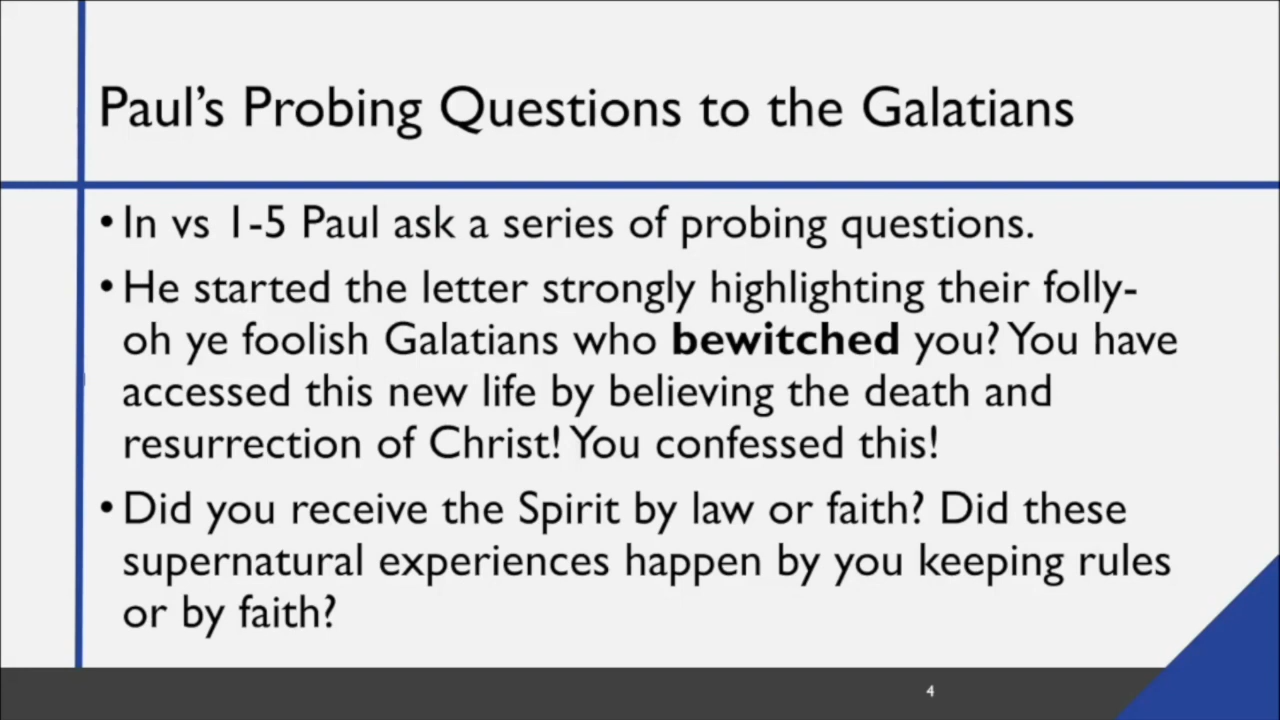 Paul's Probing Questions to the Galatians
• In vs 1-5 Paul ask a series of probing questions.
• He started the letter strongly highlighting their folly-
oh ye foolish Galatians who bewitched you? You have
accessed this new life by believing the death and
resurrection of Christ! You confessed this!
• Did you receive the Spirit by law or faith? Did these
supernatural experiences happen by you keeping rules
or by faith?
4